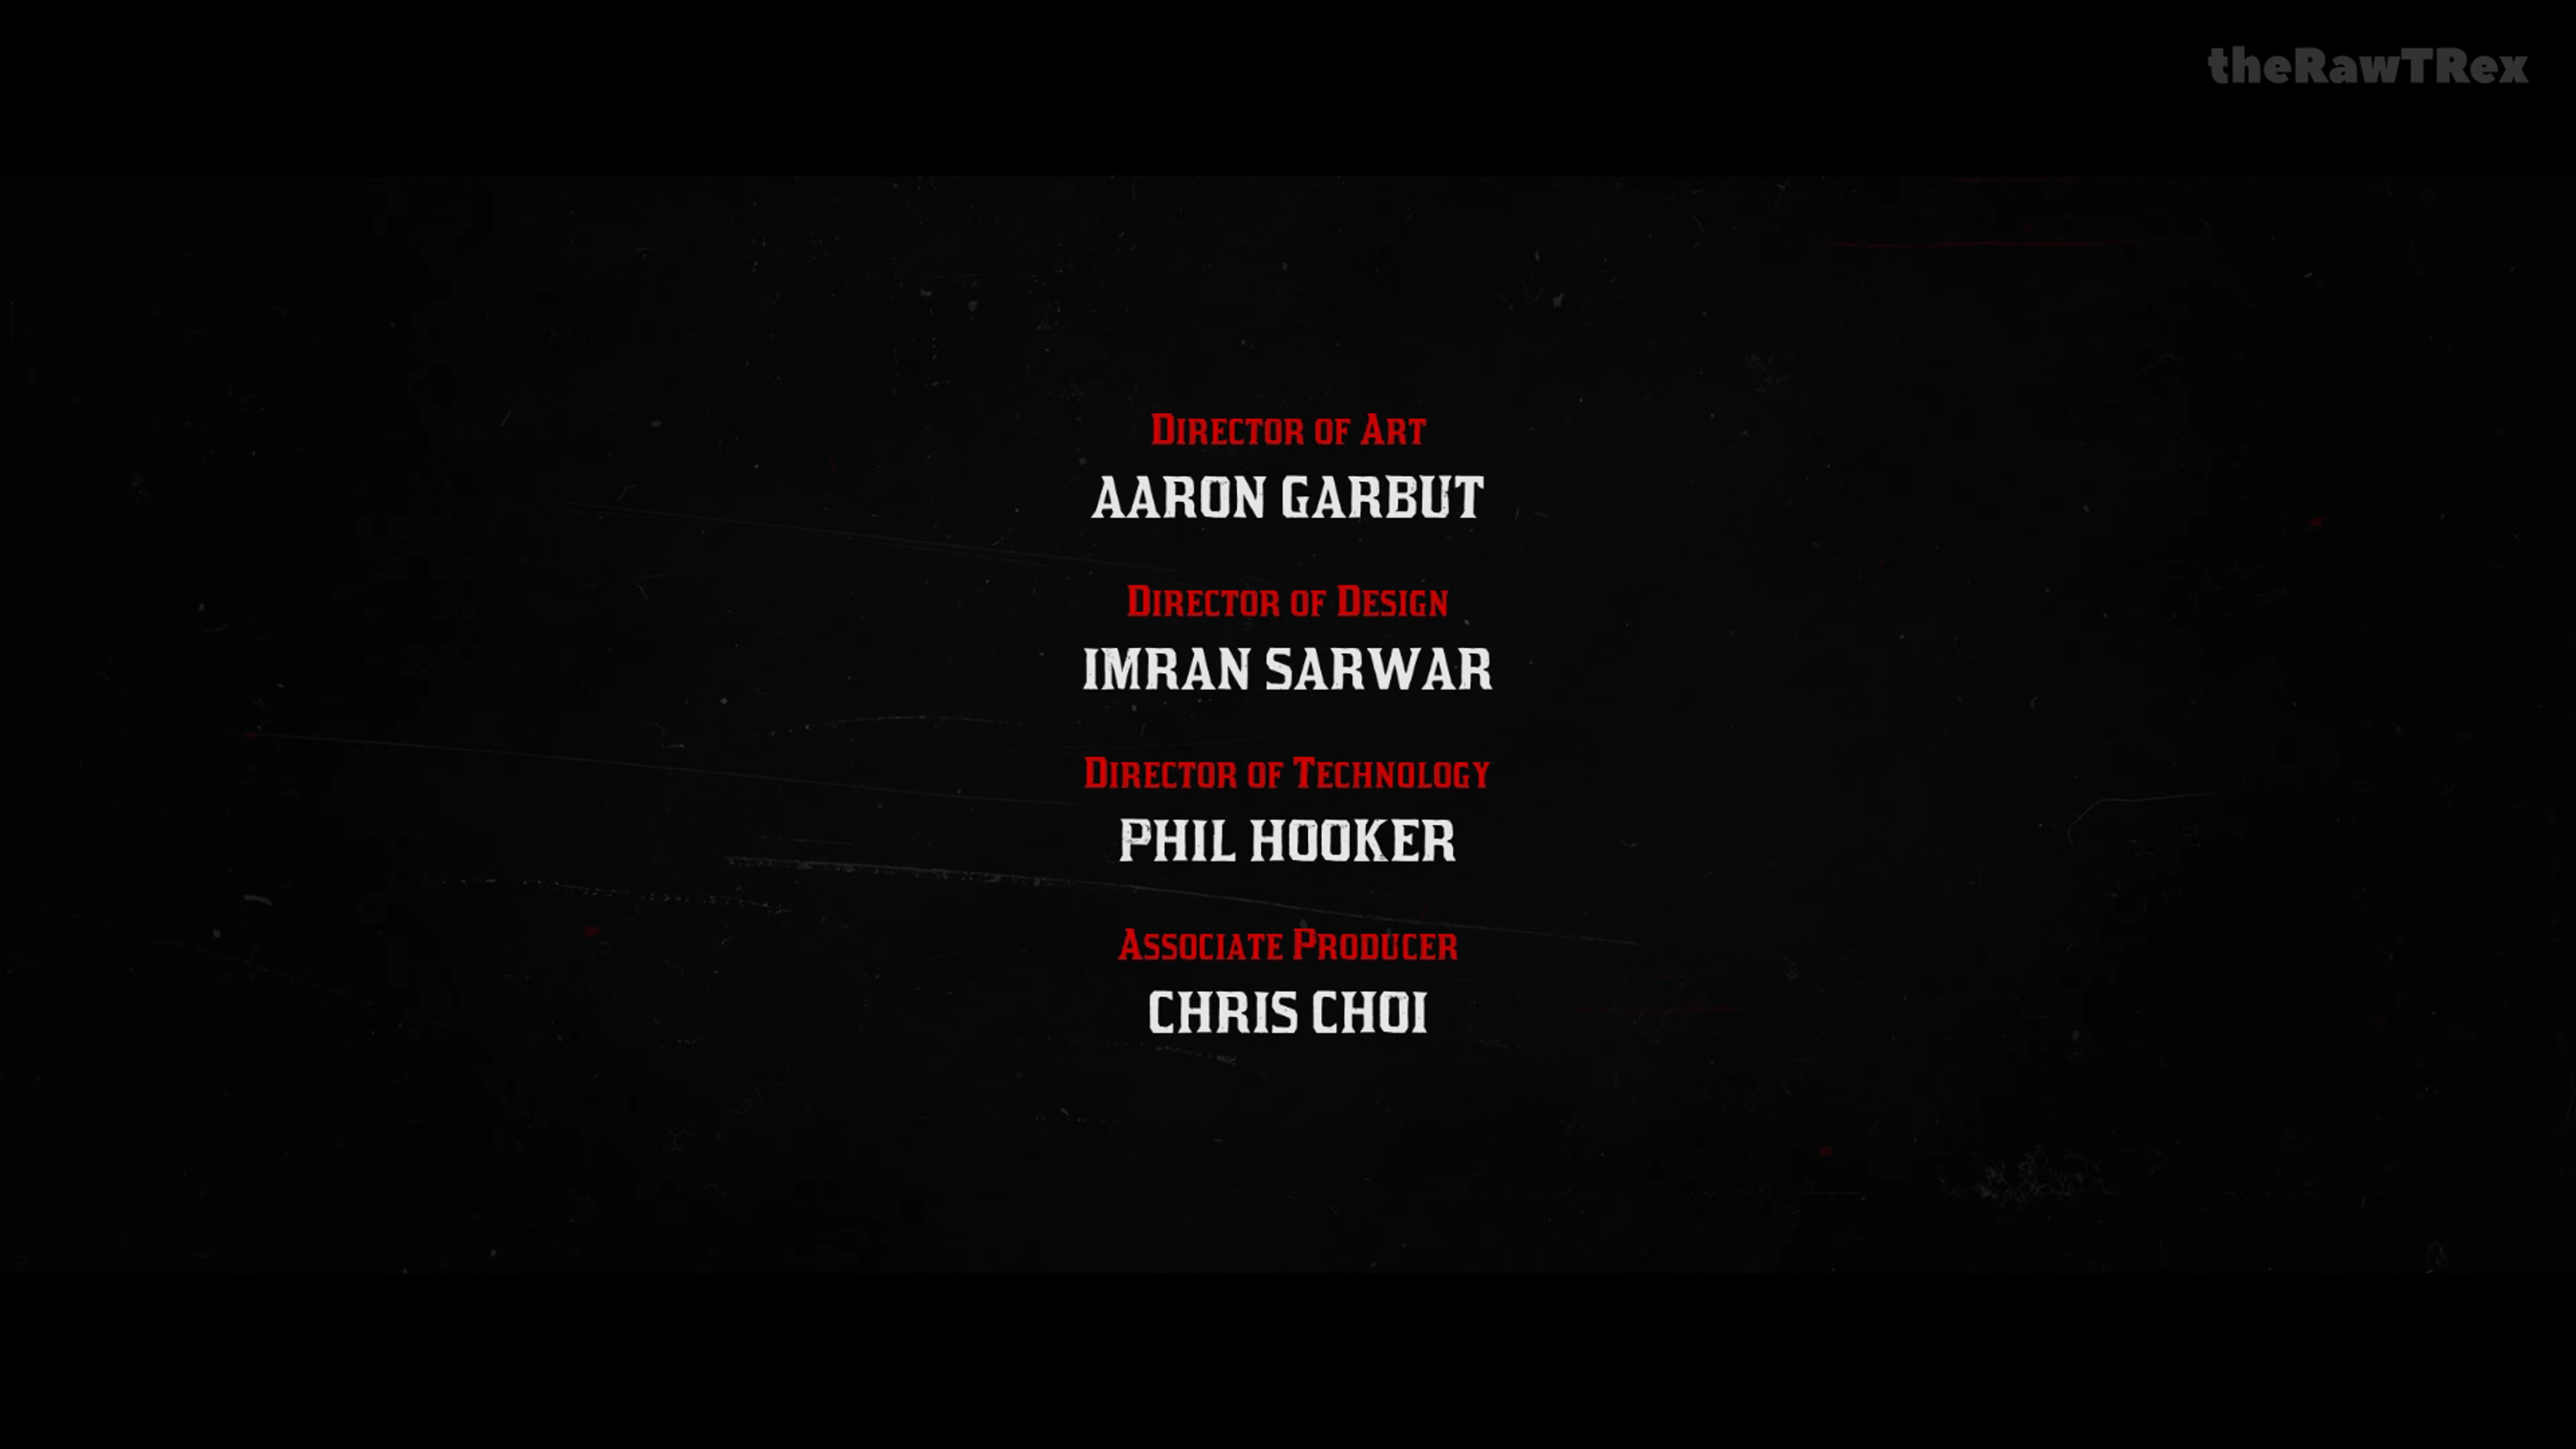 theRawTRex
Director of Art
AARON GARBUT
Director of Design
IMRAN SARWAR
Director of Technology
PHIL HOOKER
Associate Producer
CHRIS CHOI